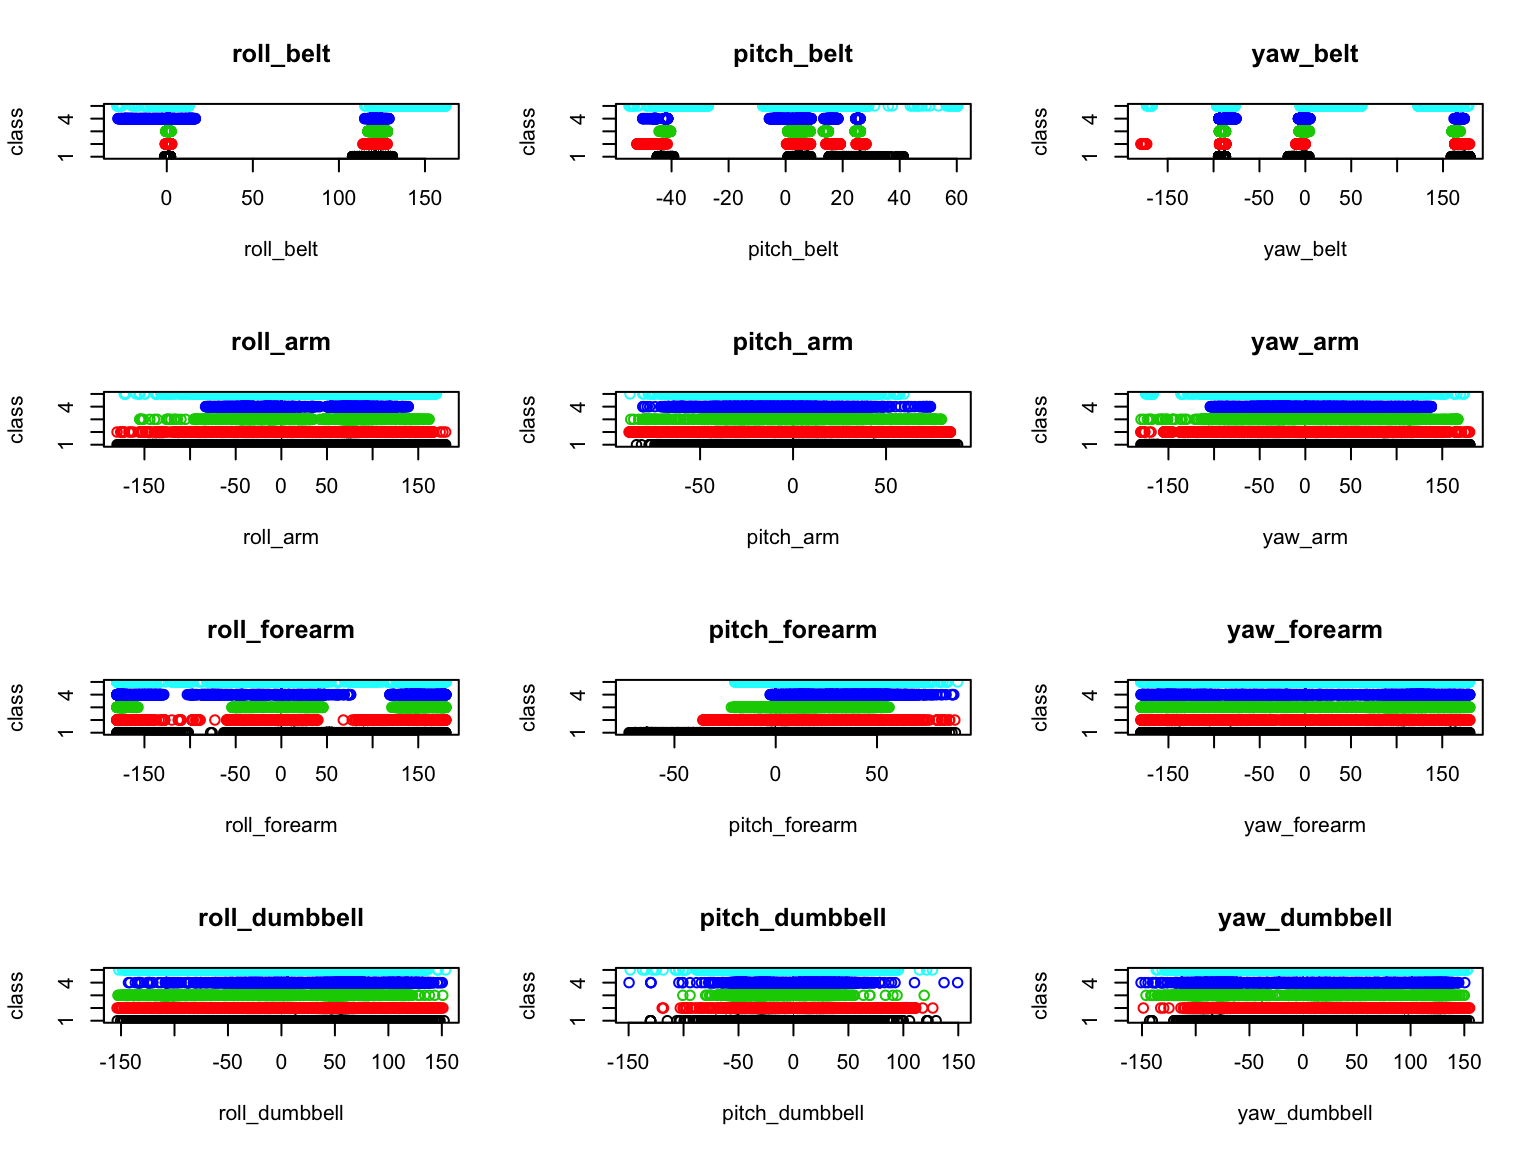 roll_belt pitch_belt yaw_belt
class 1 4 class 1 4 class 1 4
0 50 100 150 -40 -20 0 20 40 60 -150 -50 0 50 150
roll_belt pitch_belt yaw_belt
roll_arm pitch_arm yaw_arm
class 1 4 class 1 4 class 1 4
-150 -50 0 50 150 -50 0 50 -150 -50 0 50 150
roll_arm pitch_arm yaw_arm
roll_forearm pitch_forearm yaw_forearm
class 1 4 class 1 4 class 1 4
-150 -50 0 50 150 -50 0 50 -150 -50 0 50 150
roll_forearm pitch_forearm yaw_forearm
roll_dumbbell pitch_dumbbell yaw_dumbbell
class 1 4 class 1 4 class 1 4
-150 -50 0 50 100 150 -150 -50 0 50 100 150 -150 -50 0 50 100 150
roll_dumbbell pitch_dumbbell yaw_dumbbell